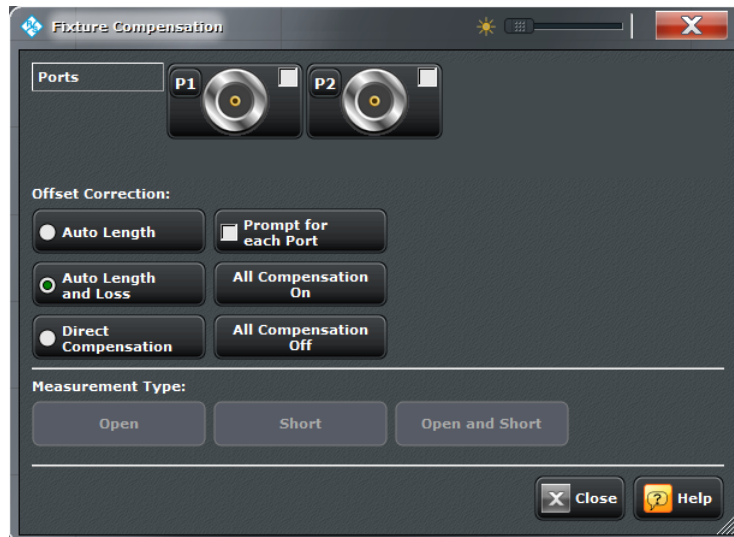 Fixture Compensation
X
Ports
P1
P2
Offset Correction:
Auto Length
Prompt for
each Port
Auto Length
and Loss
All Compensation
On
Direct
Compensation
All Compensation
Off
Measurement Type:
Open
Short
Open and Short
X Close
? Help